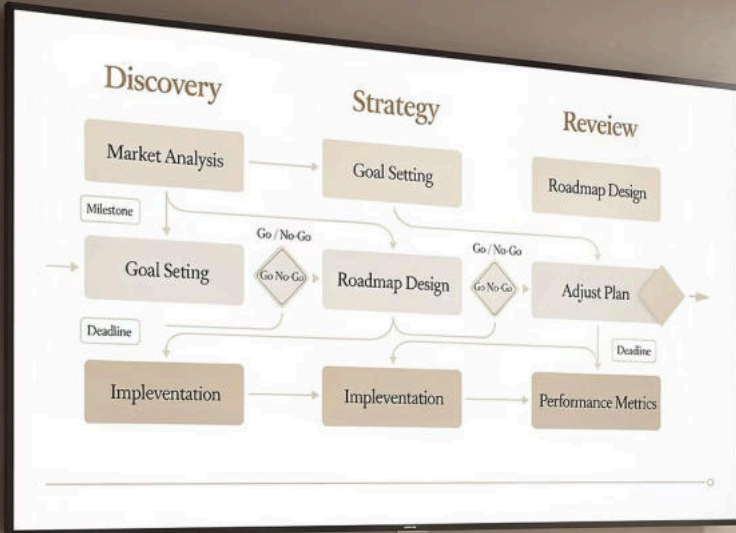 Discovery
Strategy
Reveiew
Market Analysis
Goal Setting
Roadmap Design
Milestone
Go / No-Go
Go / No-Go
Goal Seting
Go No-Go
Roadmap Design
Go No-Go
Adjust Plan
Deadline
Deadline
Impleventation
Impleventation
Performance Metrics